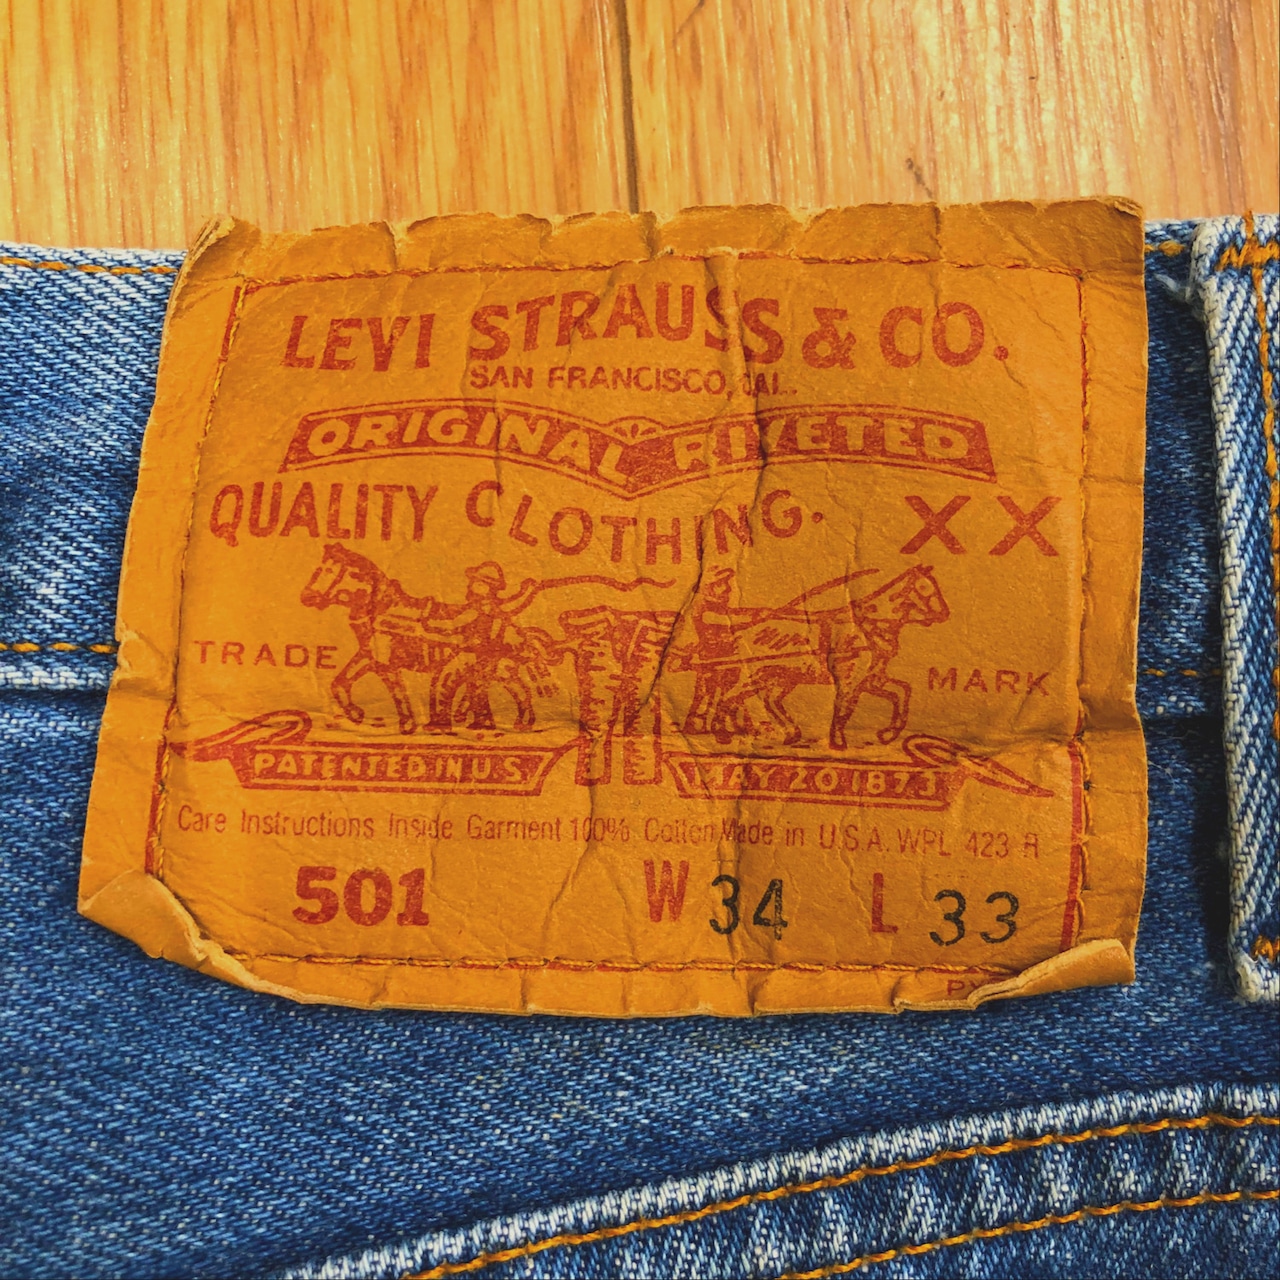 LEVI STRAUSS & CO.
SAN FRANCISCO, CAL.
ORIGINAL RIVETED
QUALITY CLOTHING. XX
TRADE MARK
PATENTED IN U.S. MAY 20 1873
Care Instructions Inside Garment 100% Cotton Made in U.S.A. WPL 423 R
501 W 34 L 33